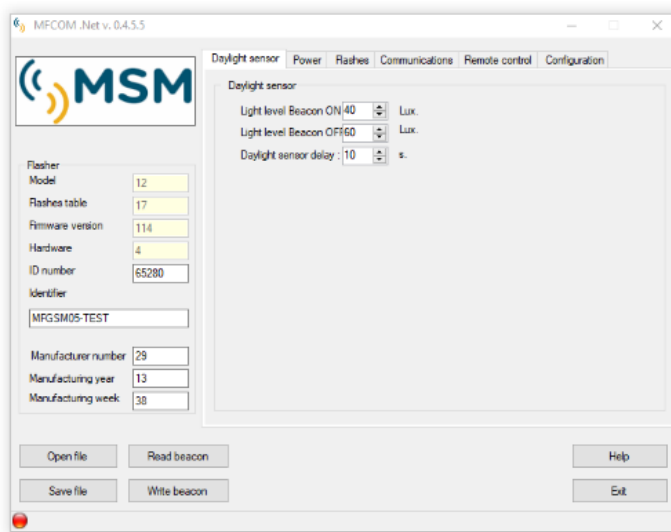 MFCOM .Net v. 0.4.5.5
MSM
Daylight sensor Power Flashes Communications Remote control Configuration
Daylight sensor
Light level Beacon ON 40 Lux.
Light level Beacon OFF 60 Lux.
Daylight sensor delay : 10 s.
Flasher
Model 12
Flashes table 17
Firmware version 114
Hardware 4
ID number 65280
Identifier
MFGSM05-TEST
Manufacturer number 29
Manufacturing year 13
Manufacturing week 38
Open file Read beacon Help
Save file Write beacon Exit